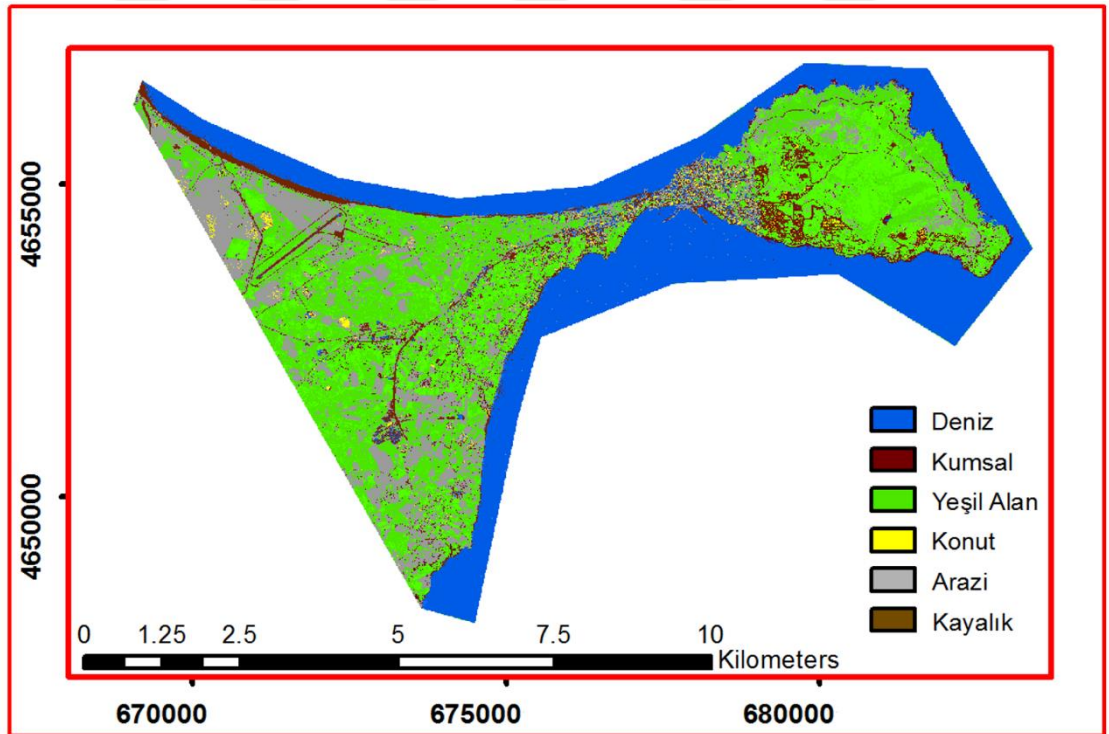 4655000
4650000
Deniz
Kumsal
Yeşil Alan
Konut
Arazi
Kayalık
0 1.25 2.5 5 7.5 10
Kilometers
670000 675000 680000